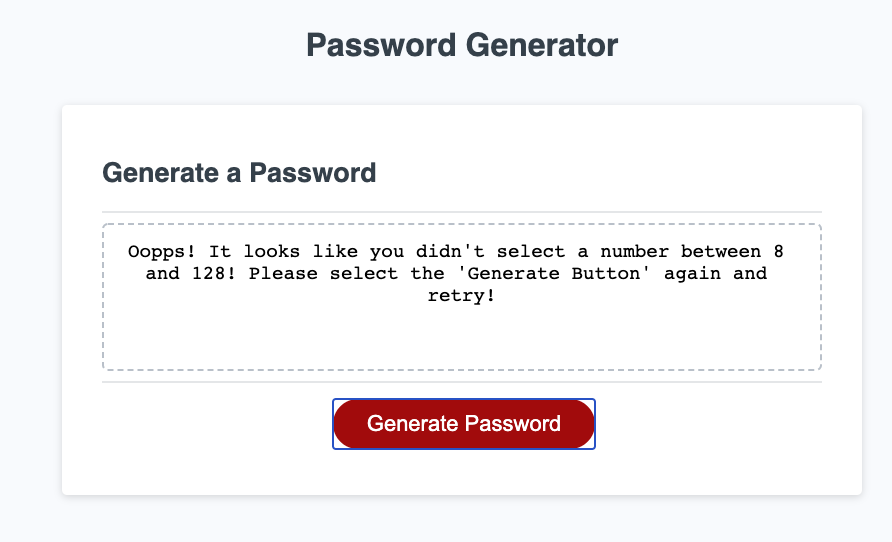 Password Generator
Generate a Password
Oopps! It looks like you didn't select a number between 8
and 128! Please select the 'Generate Button' again and
retry!
Generate Password